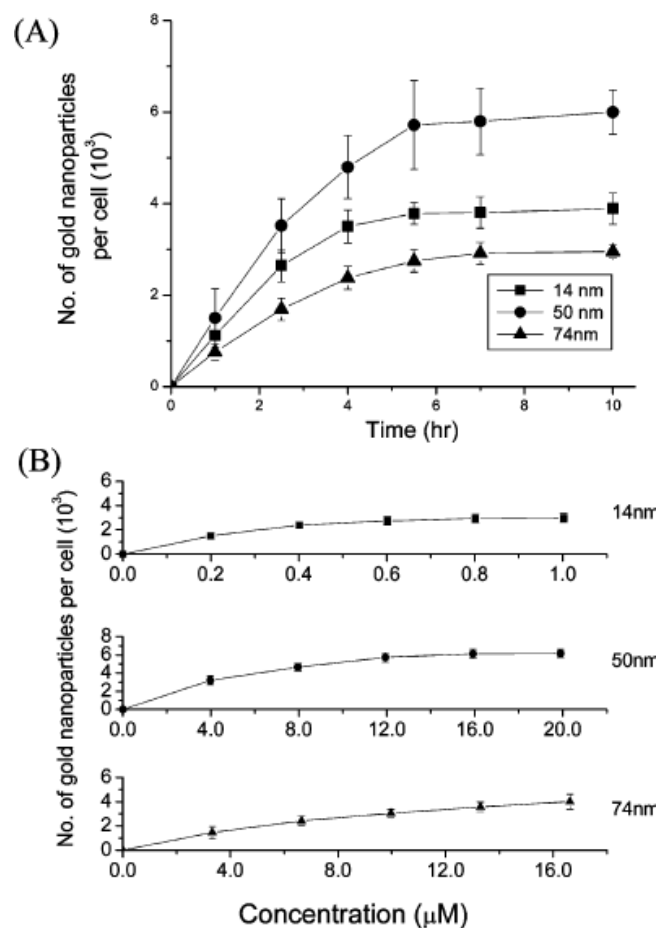 (A)
No. of gold nanoparticles
per cell (10³)
8
6
4
2
0
0 2 4 6 8 10
Time (hr)
14 nm
50 nm
74nm
(B)
No. of gold nanoparticles per cell (10³)
6
4
2
0
0.0 0.2 0.4 0.6 0.8 1.0
14nm
8
6
4
2
0
0.0 4.0 8.0 12.0 16.0 20.0
50nm
6
4
2
0
0.0 4.0 8.0 12.0 16.0
74nm
Concentration (μM)